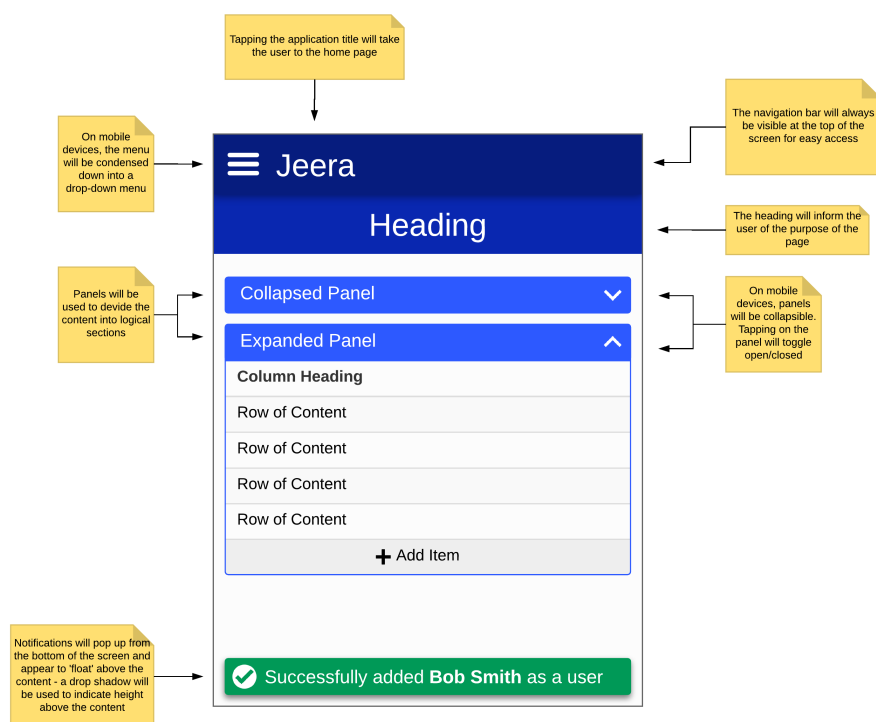 Tapping the application title will take
the user to the home page
The navigation bar will always
be visible at the top of the
screen for easy access
On mobile
devices, the menu
will be condensed
down into a
drop-down menu
Jeera
Heading
The heading will inform the
user of the purpose of the
page
Panels will be
used to devide the
content into logical
sections
Collapsed Panel
On mobile
devices, panels
will be collapsible.
Tapping on the
panel will toggle
open/closed
Expanded Panel
Column Heading
Row of Content
Row of Content
Row of Content
Row of Content
Add Item
Notifications will pop up from
the bottom of the screen and
appear to 'float' above the
content - a drop shadow will
be used to indicate height
above the content
Successfully added Bob Smith as a user